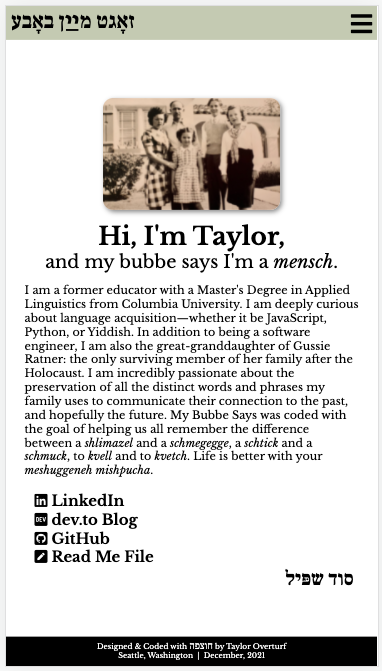 זאָגט מײַן באָבע
Hi, I'm Taylor,
and my bubbe says I'm a mensch.
I am a former educator with a Master's Degree in Applied
Linguistics from Columbia University. I am deeply curious
about language acquisition—whether it be JavaScript,
Python, or Yiddish. In addition to being a software
engineer, I am also the great-granddaughter of Gussie
Ratner: the only surviving member of her family after the
Holocaust. I am incredibly passionate about the
preservation of all the distinct words and phrases my
family uses to communicate their connection to the past,
and hopefully the future. My Bubbe Says was coded with
the goal of helping us all remember the difference
between a shlimazel and a schmegegge, a schtick and a
schmuck, to kvell and to kvetch. Life is better with your
meshuggeneh mishpucha.
LinkedIn
DEV dev.to Blog
GitHub
Read Me File
סוד שפּיל
Designed & Coded with חוצפה by Taylor Overturf
Seattle, Washington | December, 2021